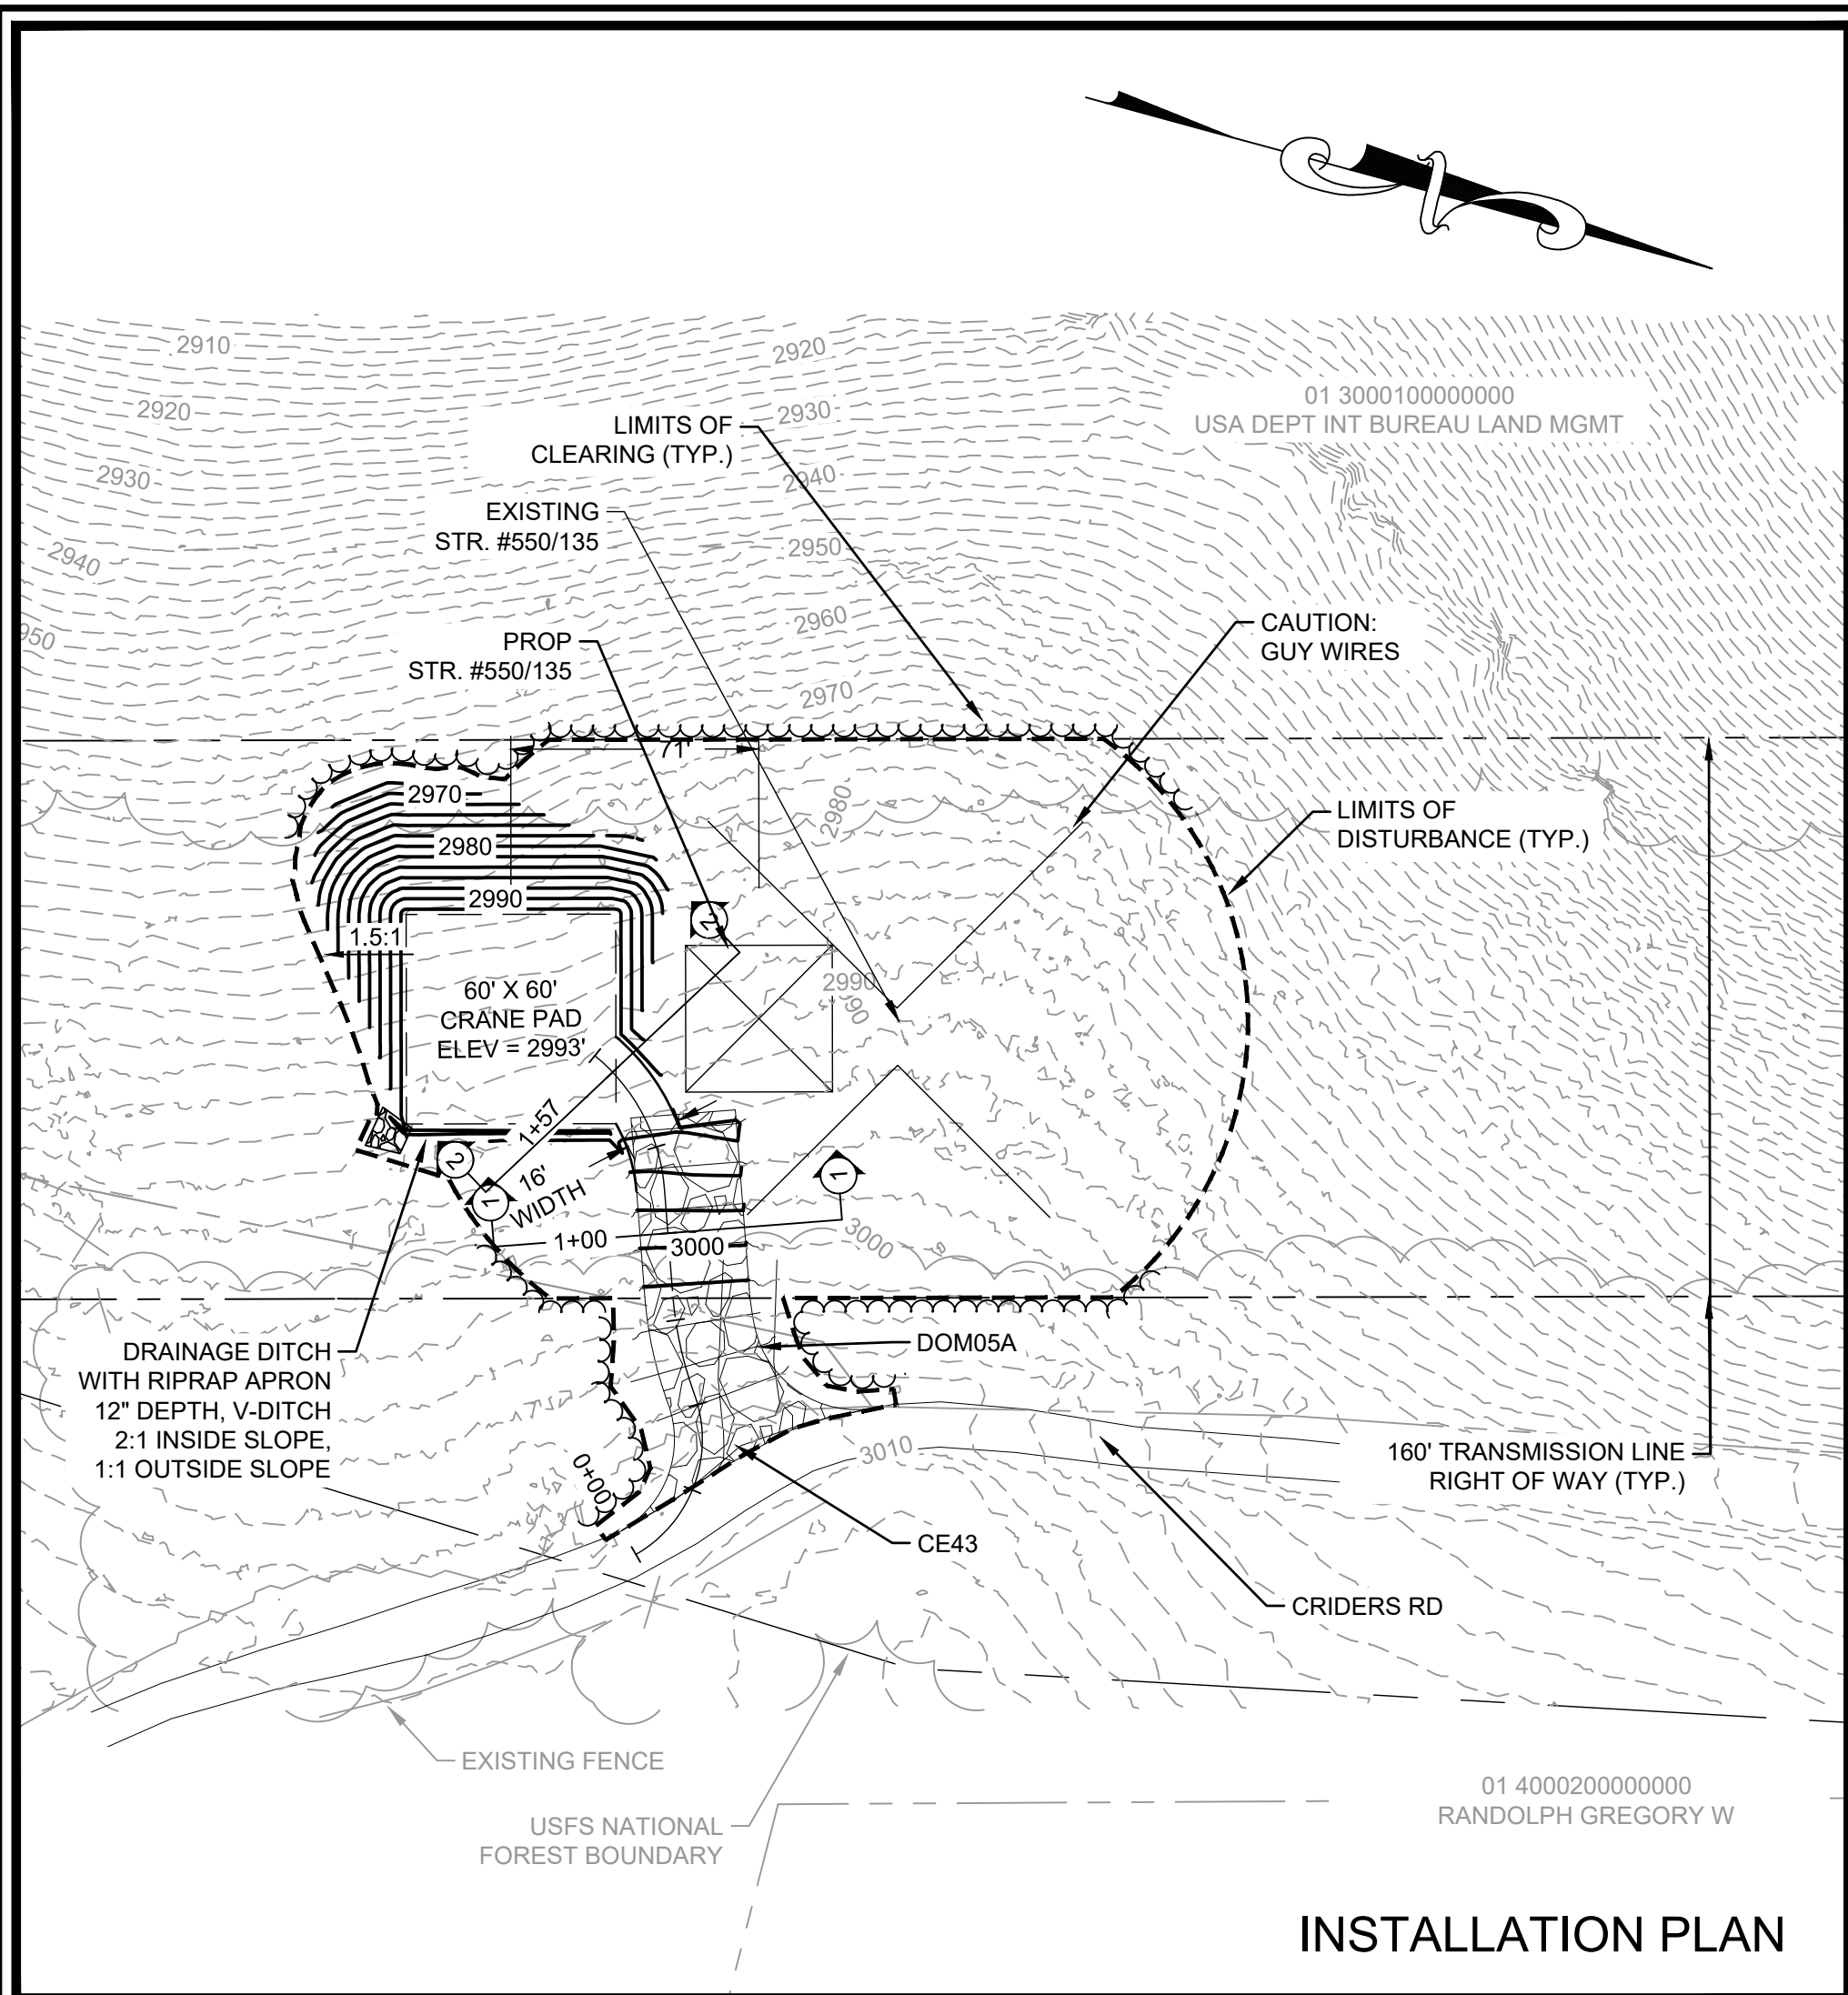 2910
2920
2920
2930
2930
2940
2940
2950
950
2960
2970
2980
2990
2990
3000
3010
01 3000100000000
USA DEPT INT BUREAU LAND MGMT
LIMITS OF
CLEARING (TYP.)
EXISTING
STR. #550/135
PROP
STR. #550/135
CAUTION:
GUY WIRES
LIMITS OF
DISTURBANCE (TYP.)
71'
2970
2980
2990
1.5:1
60' X 60'
CRANE PAD
ELEV = 2993'
2
2
1
1
1+57
16'
WIDTH
1+00
3000
0+00
DRAINAGE DITCH
WITH RIPRAP APRON
12" DEPTH, V-DITCH
2:1 INSIDE SLOPE,
1:1 OUTSIDE SLOPE
DOM05A
160' TRANSMISSION LINE
RIGHT OF WAY (TYP.)
CE43
CRIDERS RD
EXISTING FENCE
USFS NATIONAL
FOREST BOUNDARY
01 4000200000000
RANDOLPH GREGORY W
INSTALLATION PLAN